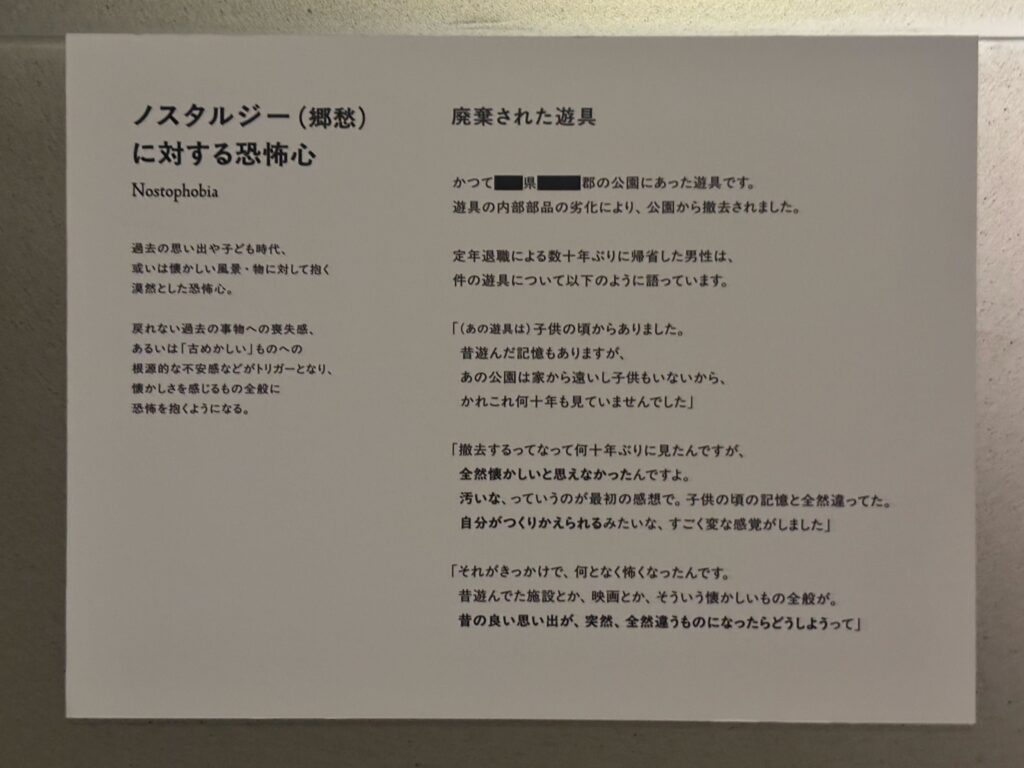 ノスタルジー（郷愁）
に対する恐怖心
Nostophobia
過去の思い出や子ども時代、
或いは懐かしい風景・物に対して抱く
漠然とした恐怖心。
戻れない過去の事物への喪失感、
あるいは「古めかしい」ものへの
根源的な不安感などがトリガーとなり、
懐かしさを感じるもの全般に
恐怖を抱くようになる。
廃棄された遊具
かつて██県███郡の公園にあった遊具です。
遊具の内部部品の劣化により、公園から撤去されました。
定年退職による数十年ぶりに帰省した男性は、
件の遊具について以下のように語っています。
「（あの遊具は）子供の頃からありました。
昔遊んだ記憶もありますが、
あの公園は家から遠いし子供もいないから、
かれこれ何十年も見ていませんでした」
「撤去するってなって何十年ぶりに見たんですが、
全然懐かしいと思えなかったんですよ。
汚いな、っていうのが最初の感想で。子供の頃の記憶と全然違ってた。
自分がつくりかえられるみたいな、すごく変な感覚がしました」
「それがきっかけで、何となく怖くなったんです。
昔遊んでた施設とか、映画とか、そういう懐かしいもの全般が。
昔の良い思い出が、突然、全然違うものになったらどうしようって」